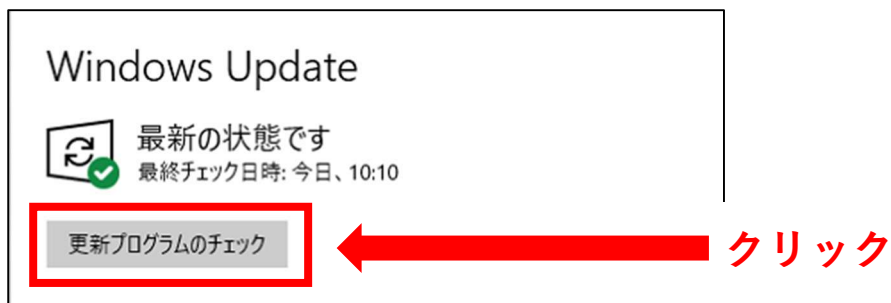 Windows Update
最新の状態です
最終チェック日時: 今日、10:10
更新プログラムのチェック
クリック